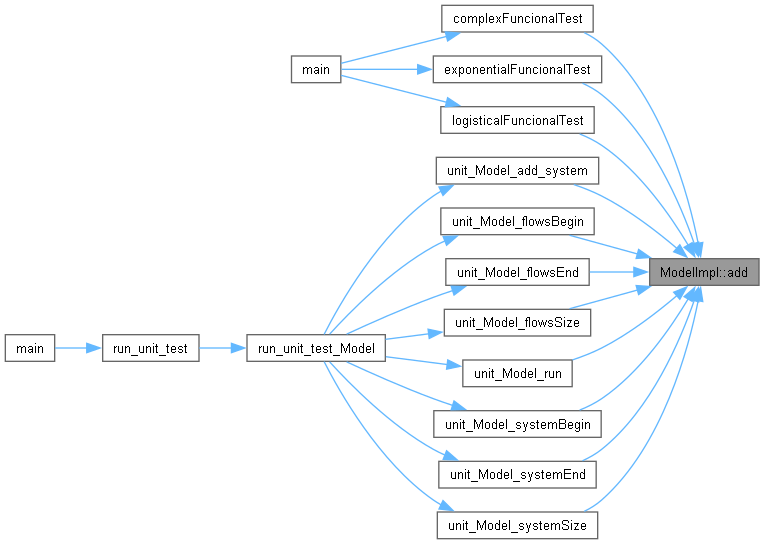 complexFuncionalTest
main
exponentialFuncionalTest
logisticalFuncionalTest
unit_Model_add_system
unit_Model_flowsBegin
unit_Model_flowsEnd
ModelImpl::add
unit_Model_flowsSize
main
run_unit_test
run_unit_test_Model
unit_Model_run
unit_Model_systemBegin
unit_Model_systemEnd
unit_Model_systemSize